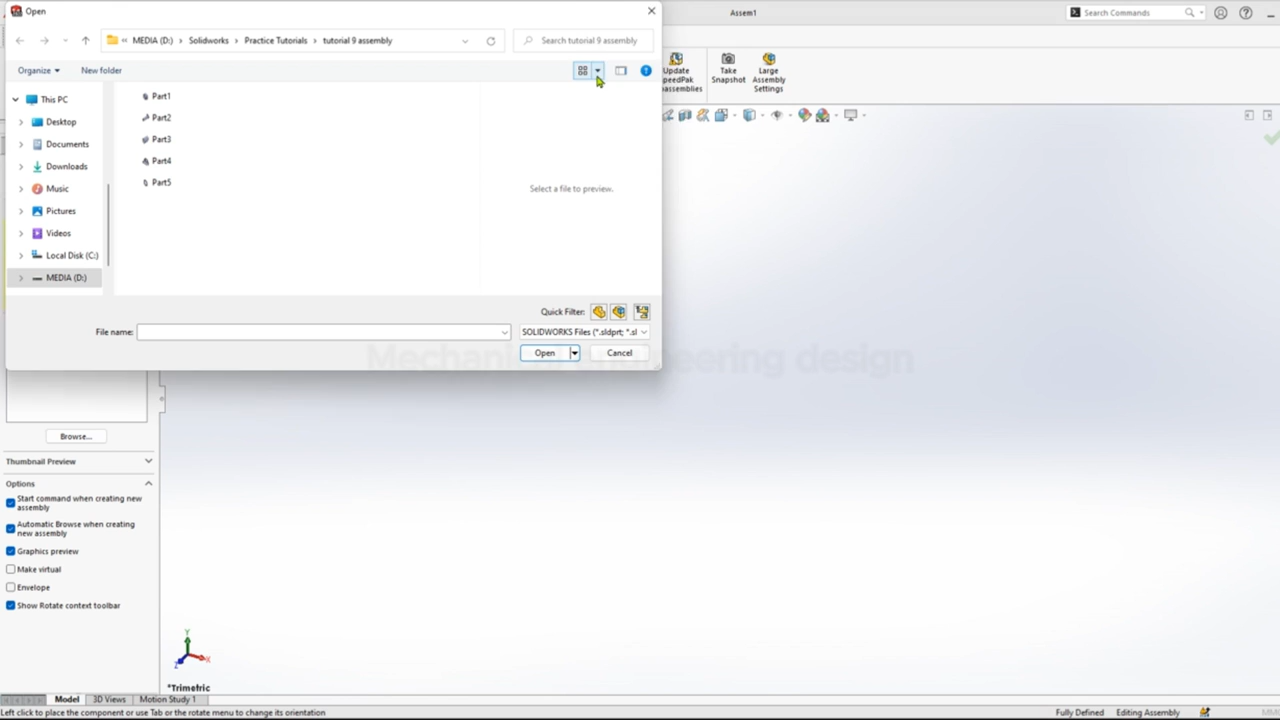 Open
Assem1
Search Commands
MEDIA (D:) › Solidworks › Practice Tutorials › tutorial 9 assembly
Search tutorial 9 assembly
Organize
New folder
This PC
Desktop
Documents
Downloads
Music
Pictures
Videos
Local Disk (C:)
MEDIA (D:)
Part1
Part2
Part3
Part4
Part5
Select a file to preview.
Quick Filter:
File name:
SOLIDWORKS Files (*.sldprt; *.sl
Open
Cancel
Update
peedPak
bassemblies
Take
Snapshot
Large
Assembly
Settings
Mechanical engineering design
Browse...
Thumbnail Preview
Options
Start command when creating new
assembly
Automatic Browse when creating
new assembly
Graphics preview
Make virtual
Envelope
Show Rotate context toolbar
Y
X
Z
*Trimetric
Model
3D Views
Motion Study 1
Left click to place the component or use Tab or the rotate menu to change its orientation
Fully Defined
Editing Assembly